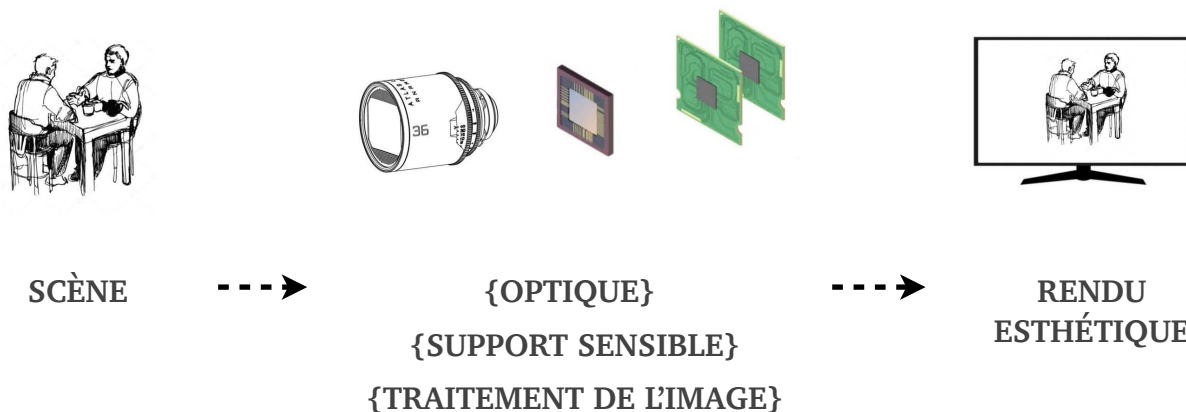 36
SCÈNE
{OPTIQUE}
{SUPPORT SENSIBLE}
{TRAITEMENT DE L'IMAGE}
RENDU
ESTHÉTIQUE